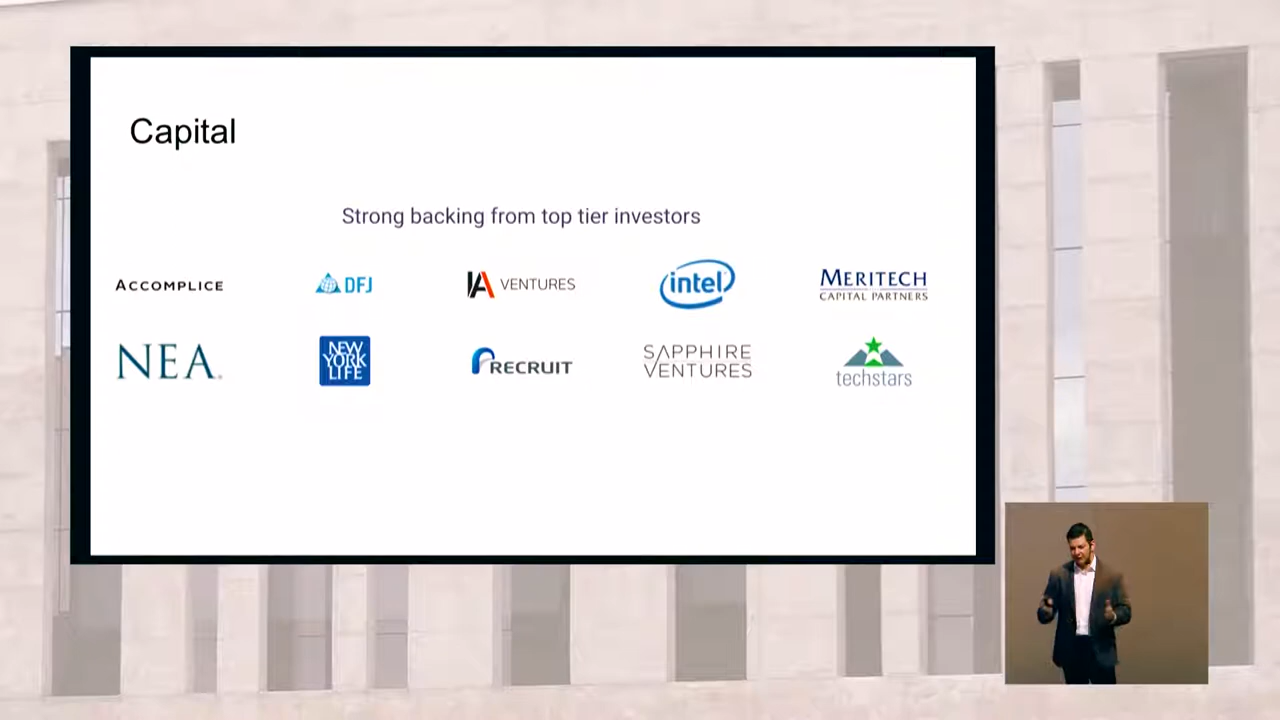 Capital
Strong backing from top tier investors
ACCOMPLICE
DFJ
IA VENTURES
intel
MERITECH
CAPITAL PARTNERS
NEA.
NEW
YORK
LIFE
RECRUIT
SAPPHIRE
VENTURES
techstars